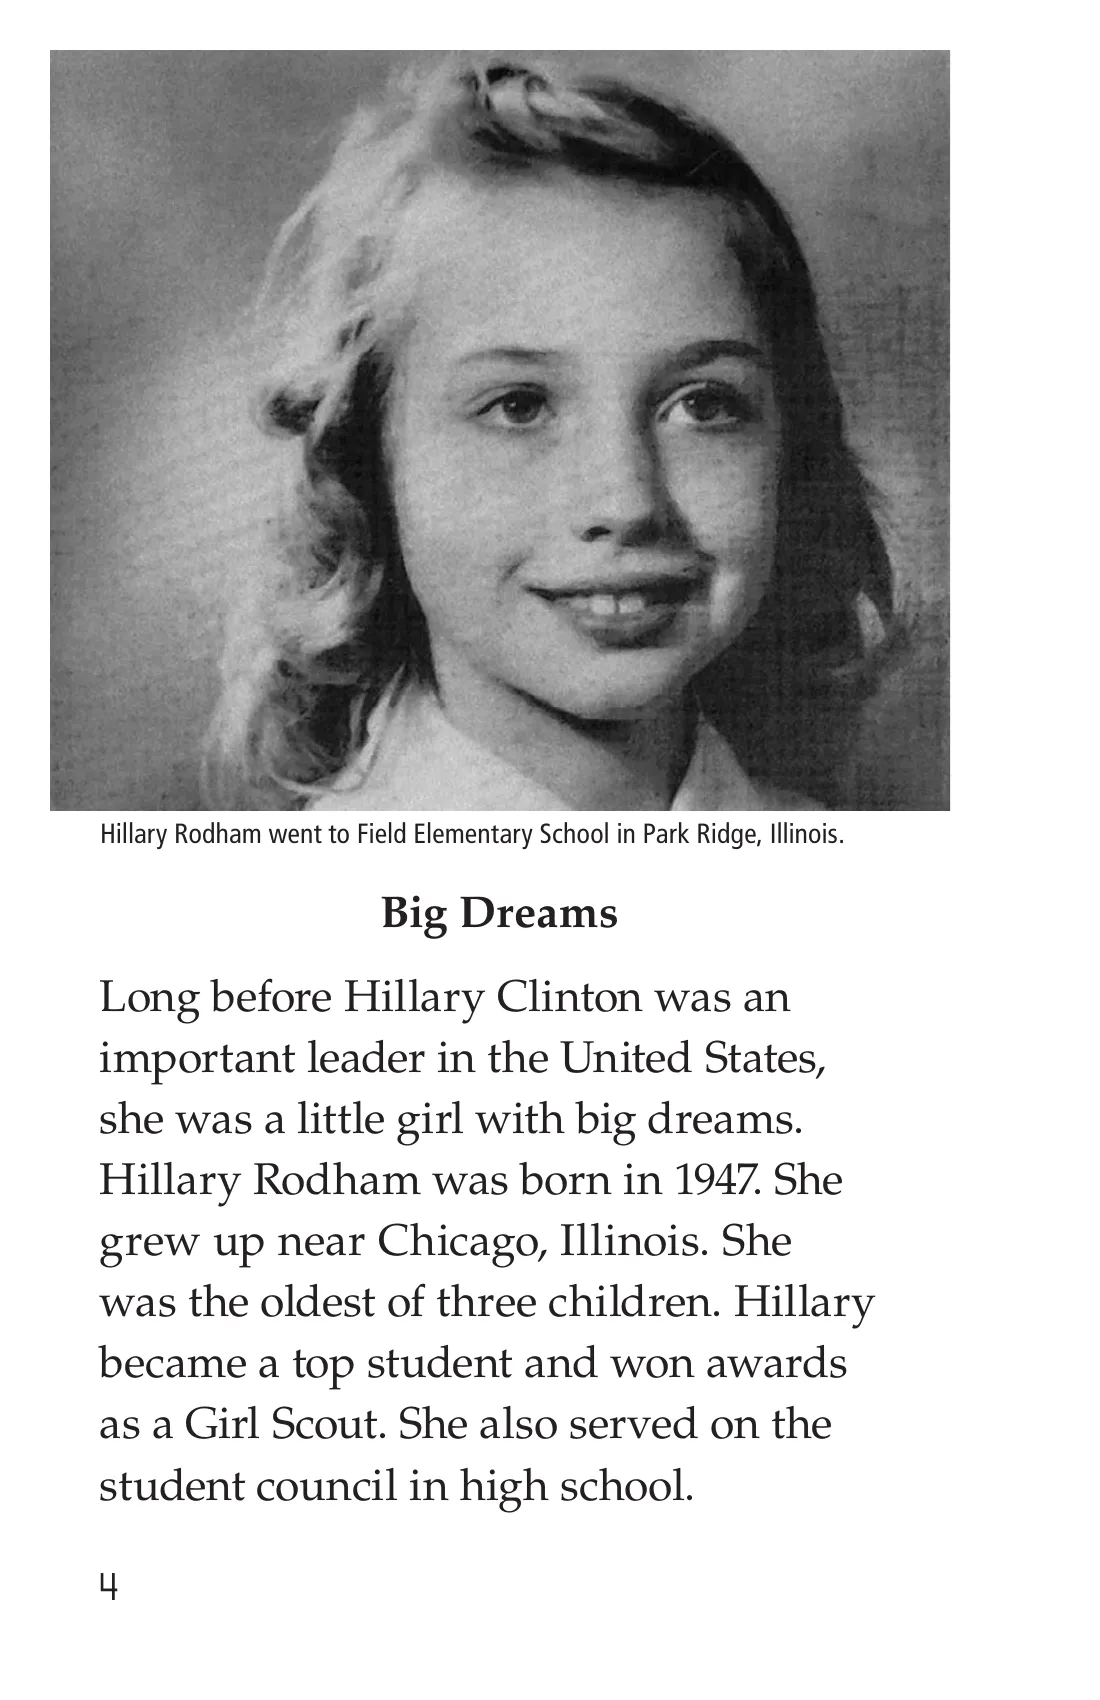 Hillary Rodham went to Field Elementary School in Park Ridge, Illinois.
Big Dreams
Long before Hillary Clinton was an
important leader in the United States,
she was a little girl with big dreams.
Hillary Rodham was born in 1947. She
grew up near Chicago, Illinois. She
was the oldest of three children. Hillary
became a top student and won awards
as a Girl Scout. She also served on the
student council in high school.
4